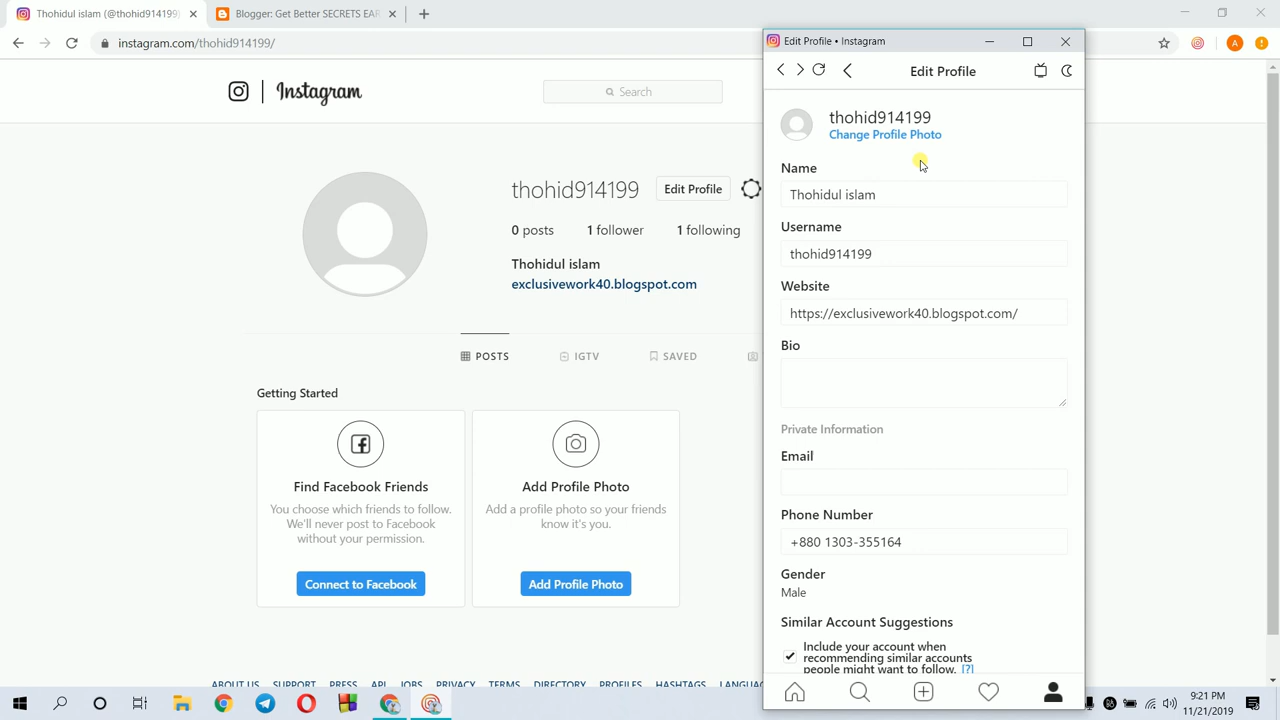 Thohidul islam (@thohid914199)
Blogger: Get Better SECRETS EAR
instagram.com/thohid914199/
A
Instagram
Search
thohid914199
Edit Profile
0 posts
1 follower
1 following
Thohidul islam
exclusivework40.blogspot.com
POSTS
IGTV
SAVED
Getting Started
Find Facebook Friends
You choose which friends to follow.
We'll never post to Facebook
without your permission.
Connect to Facebook
Add Profile Photo
Add a profile photo so your friends
know it's you.
Add Profile Photo
ABOUT US
SUPPORT
PRESS
API
JOBS
PRIVACY
TERMS
DIRECTORY
PROFILES
HASHTAGS
Edit Profile • Instagram
Edit Profile
thohid914199
Change Profile Photo
Name
Thohidul islam
Username
thohid914199
Website
https://exclusivework40.blogspot.com/
Bio
Private Information
Email
Phone Number
+880 1303-355164
Gender
Male
Similar Account Suggestions
Include your account when
recommending similar accounts
people might want to follow. [?]
9:21 PM
11/21/2019